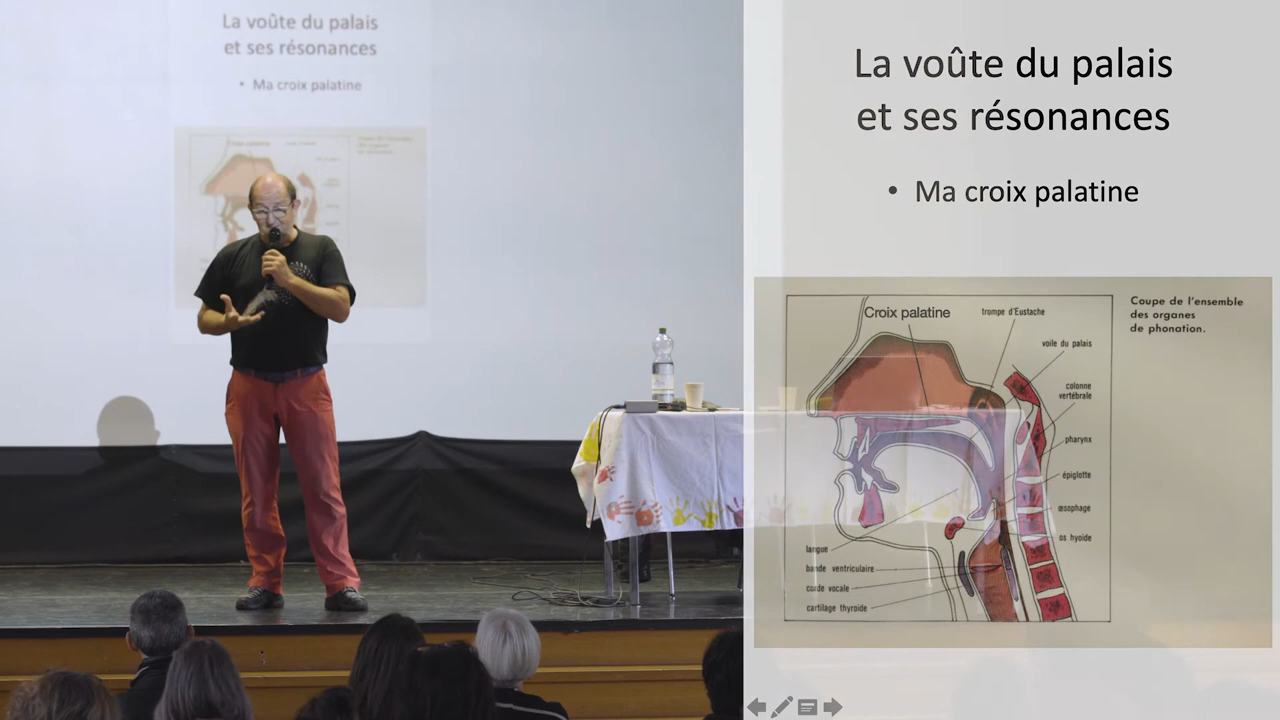 La voûte du palais
et ses résonances
• Ma croix palatine
La voûte du palais
et ses résonances
• Ma croix palatine
Croix palatine
trompe d'Eustache
Coupe de l'ensemble
des organes
de phonation.
voile du palais
colonne
vertébrale
pharynx
épiglotte
œsophage
os hyoide
langue
bande ventriculaire
corde vocale
cartilage thyroide